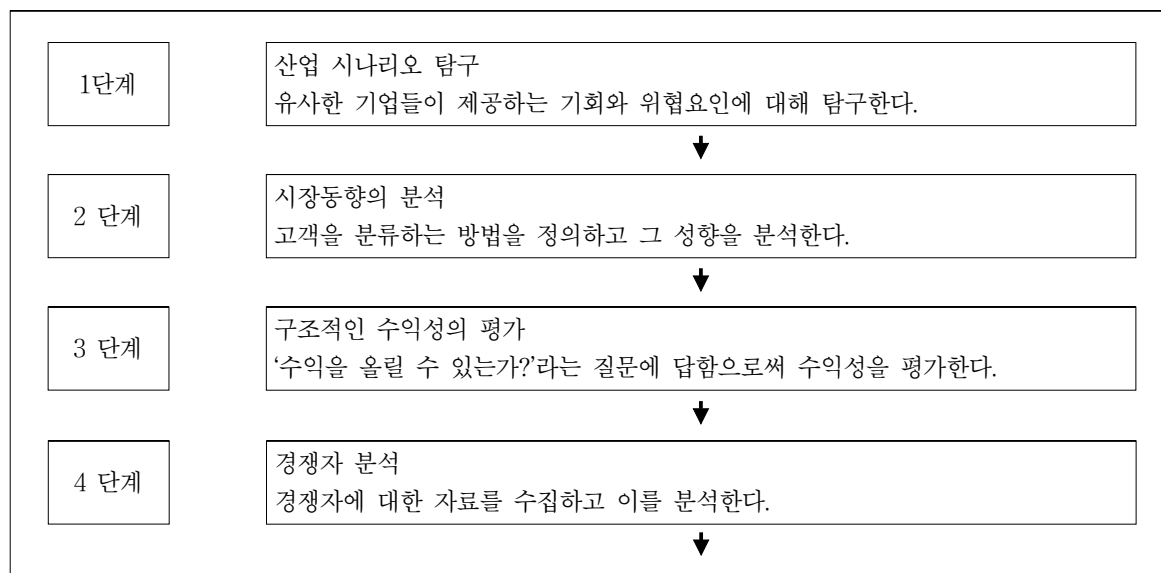 1단계
산업 시나리오 탐구
유사한 기업들이 제공하는 기회와 위협요인에 대해 탐구한다.
2 단계
시장동향의 분석
고객을 분류하는 방법을 정의하고 그 성향을 분석한다.
3 단계
구조적인 수익성의 평가
‘수익을 올릴 수 있는가?’라는 질문에 답함으로써 수익성을 평가한다.
4 단계
경쟁자 분석
경쟁자에 대한 자료를 수집하고 이를 분석한다.